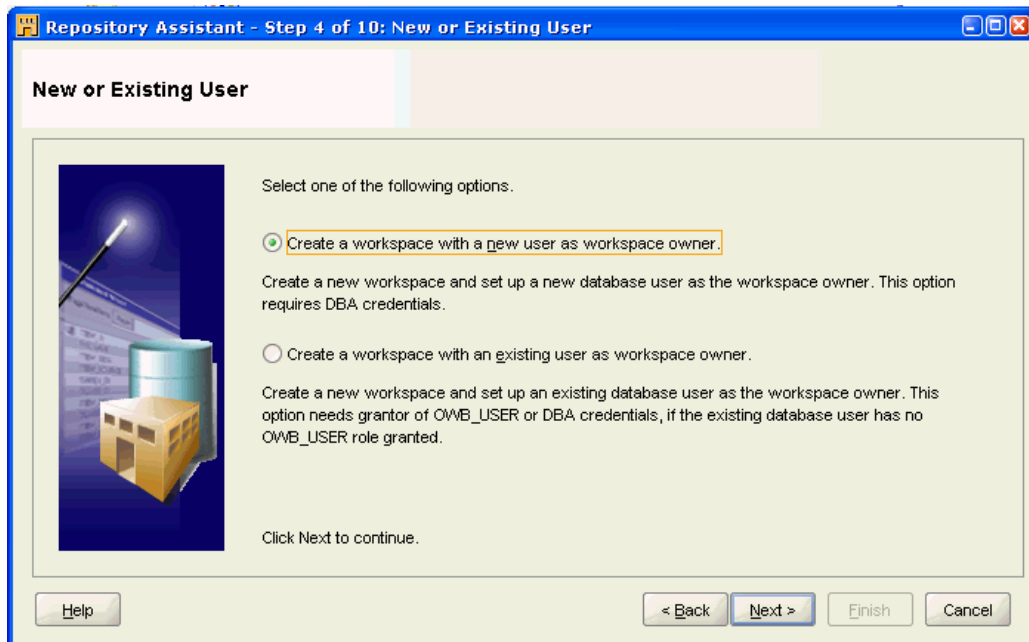 Repository Assistant - Step 4 of 10: New or Existing User
New or Existing User
Select one of the following options.
Create a workspace with a new user as workspace owner.
Create a new workspace and set up a new database user as the workspace owner. This option
requires DBA credentials.
Create a workspace with an existing user as workspace owner.
Create a new workspace and set up an existing database user as the workspace owner. This
option needs grantor of OWB_USER or DBA credentials, if the existing database user has no
OWB_USER role granted.
Click Next to continue.
Help
< Back
Next >
Finish
Cancel